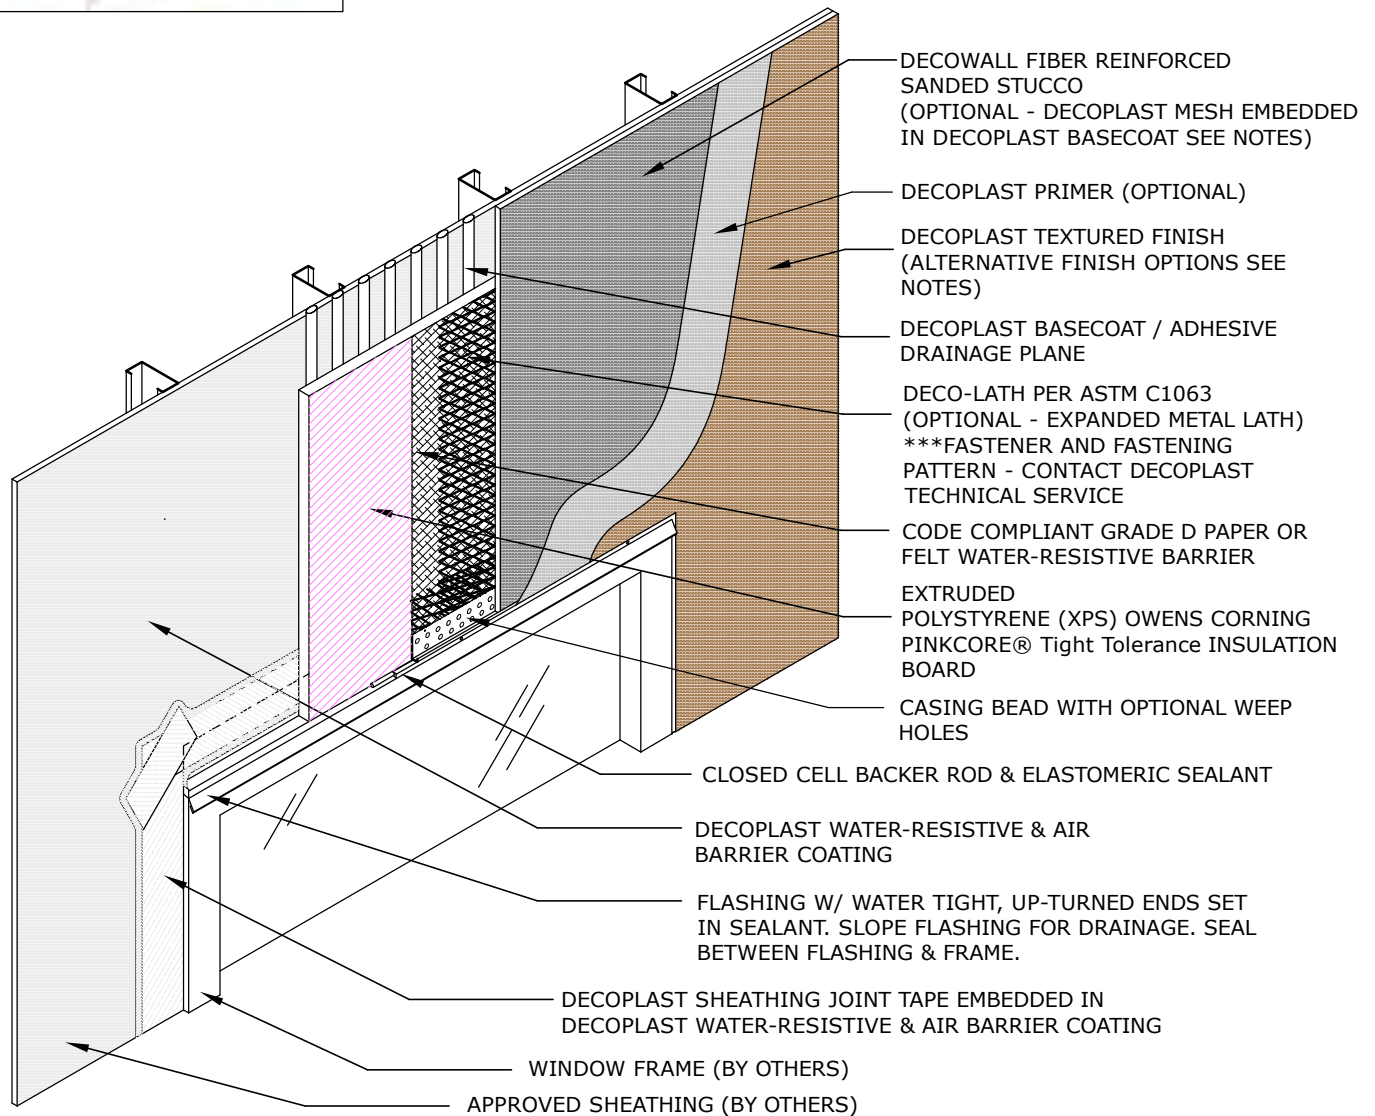 DECOWALL FIBER REINFORCED
SANDED STUCCO
(OPTIONAL - DECOPLAST MESH EMBEDDED
IN DECOPLAST BASECOAT SEE NOTES)
DECOPLAST PRIMER (OPTIONAL)
DECOPLAST TEXTURED FINISH
(ALTERNATIVE FINISH OPTIONS SEE
NOTES)
DECOPLAST BASECOAT / ADHESIVE
DRAINAGE PLANE
DECO-LATH PER ASTM C1063
(OPTIONAL - EXPANDED METAL LATH)
***FASTENER AND FASTENING
PATTERN - CONTACT DECOPLAST
TECHNICAL SERVICE
CODE COMPLIANT GRADE D PAPER OR
FELT WATER-RESISTIVE BARRIER
EXTRUDED
POLYSTYRENE (XPS) OWENS CORNING
PINKCORE® Tight Tolerance INSULATION
BOARD
CASING BEAD WITH OPTIONAL WEEP
HOLES
CLOSED CELL BACKER ROD & ELASTOMERIC SEALANT
DECOPLAST WATER-RESISTIVE & AIR
BARRIER COATING
FLASHING W/ WATER TIGHT, UP-TURNED ENDS SET
IN SEALANT. SLOPE FLASHING FOR DRAINAGE. SEAL
BETWEEN FLASHING & FRAME.
DECOPLAST SHEATHING JOINT TAPE EMBEDDED IN
DECOPLAST WATER-RESISTIVE & AIR BARRIER COATING
WINDOW FRAME (BY OTHERS)
APPROVED SHEATHING (BY OTHERS)